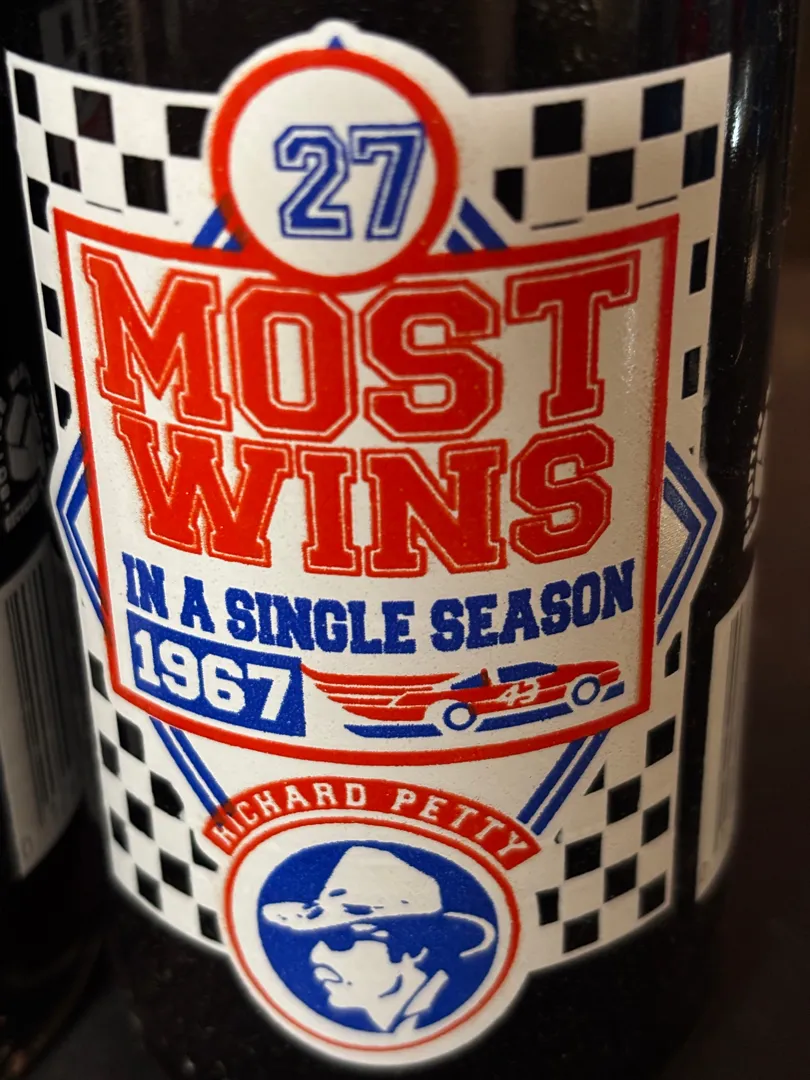 27
MOST
WINS
IN A SINGLE SEASON
1967
43
RICHARD PETTY